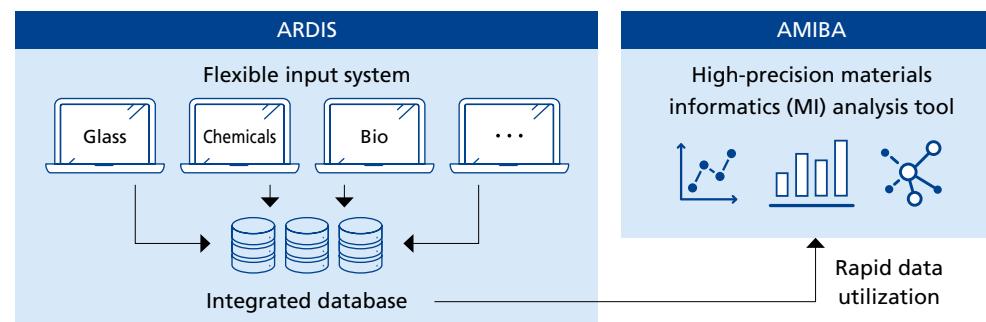 ARDIS
Flexible input system
Glass
Chemicals
Bio
...
Integrated database
AMIBA
High-precision materials
informatics (MI) analysis tool
Rapid data
utilization